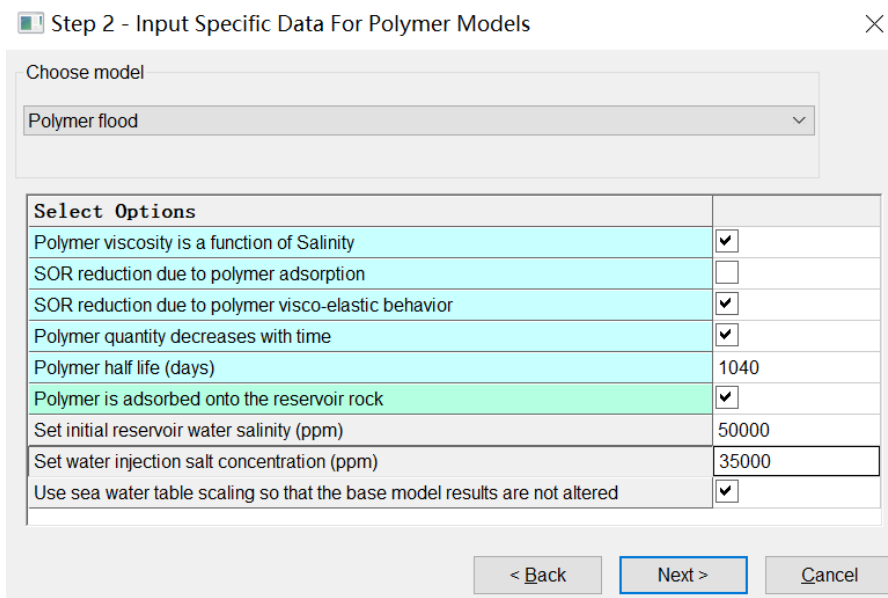 Step 2 - Input Specific Data For Polymer Models
Choose model
Polymer flood
Select Options
Polymer viscosity is a function of Salinity
SOR reduction due to polymer adsorption
SOR reduction due to polymer visco-elastic behavior
Polymer quantity decreases with time
Polymer half life (days) 1040
Polymer is adsorbed onto the reservoir rock
Set initial reservoir water salinity (ppm) 50000
Set water injection salt concentration (ppm) 35000
Use sea water table scaling so that the base model results are not altered
< Back Next > Cancel